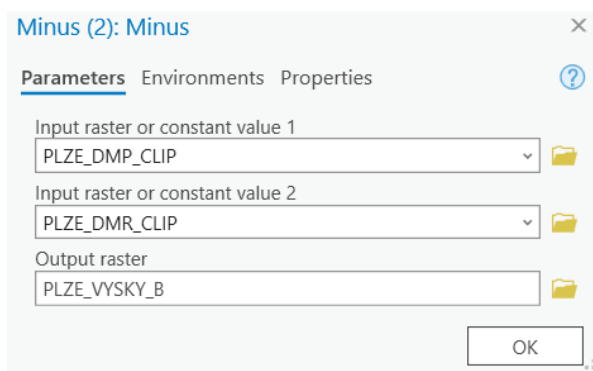 Minus (2): Minus
Parameters Environments Properties
Input raster or constant value 1
PLZE_DMP_CLIP
Input raster or constant value 2
PLZE_DMR_CLIP
Output raster
PLZE_VYSKY_B
OK